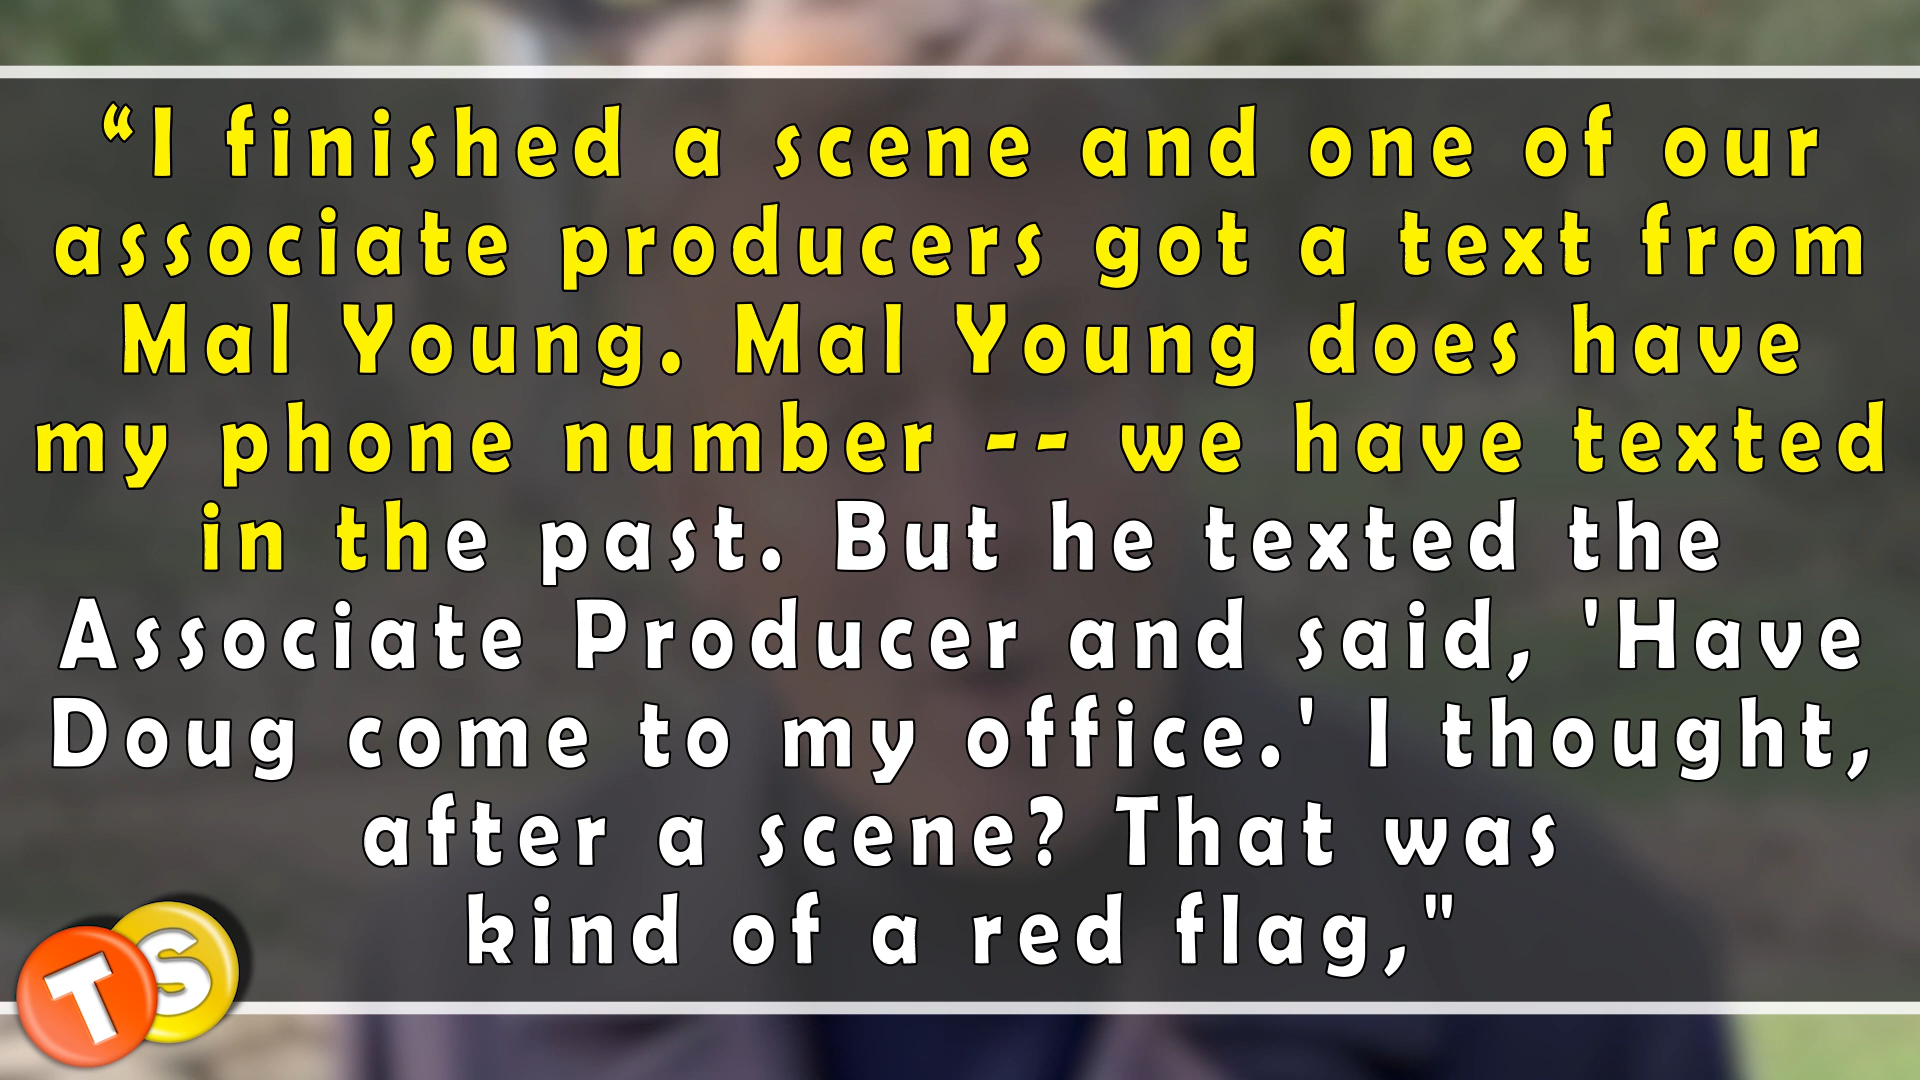 “I finished a scene and one of our
associate producers got a text from
Mal Young. Mal Young does have
my phone number -- we have texted
in the past. But he texted the
Associate Producer and said, 'Have
Doug come to my office.' I thought,
after a scene? That was
kind of a red flag,"
TS